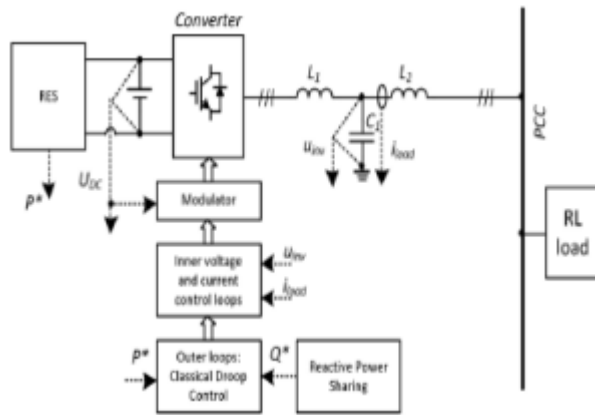 Converter
RES
L1
L2
C1
uinv
iload
PCC
P*
UDC
Modulator
RL
load
Inner voltage
and current
control loops
uinv
iload
P*
Outer loops:
Classical Droop
Control
Q*
Reactive Power
Sharing